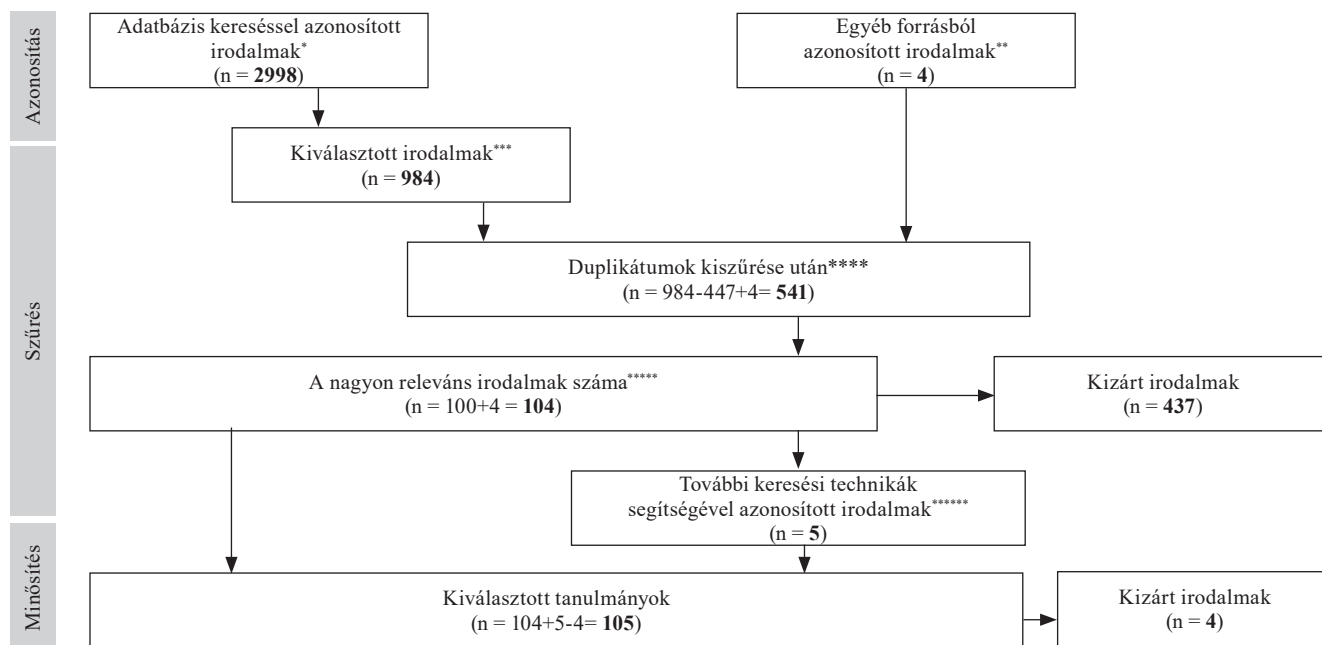 Azonosítás
Adatbázis kereséssel azonosított
irodalmak*
(n = 2998)
Egyéb forrásból
azonosított irodalmak**
(n = 4)
Szűrés
Kiválasztott irodalmak***
(n = 984)
Duplikátumok kiszűrése után****
(n = 984-447+4= 541)
A nagyon releváns irodalmak száma*****
(n = 100+4 = 104)
Kizárt irodalmak
(n = 437)
További keresési technikák
segítségével azonosított irodalmak******
(n = 5)
Minősítés
Kiválasztott tanulmányok
(n = 104+5-4= 105)
Kizárt irodalmak
(n = 4)